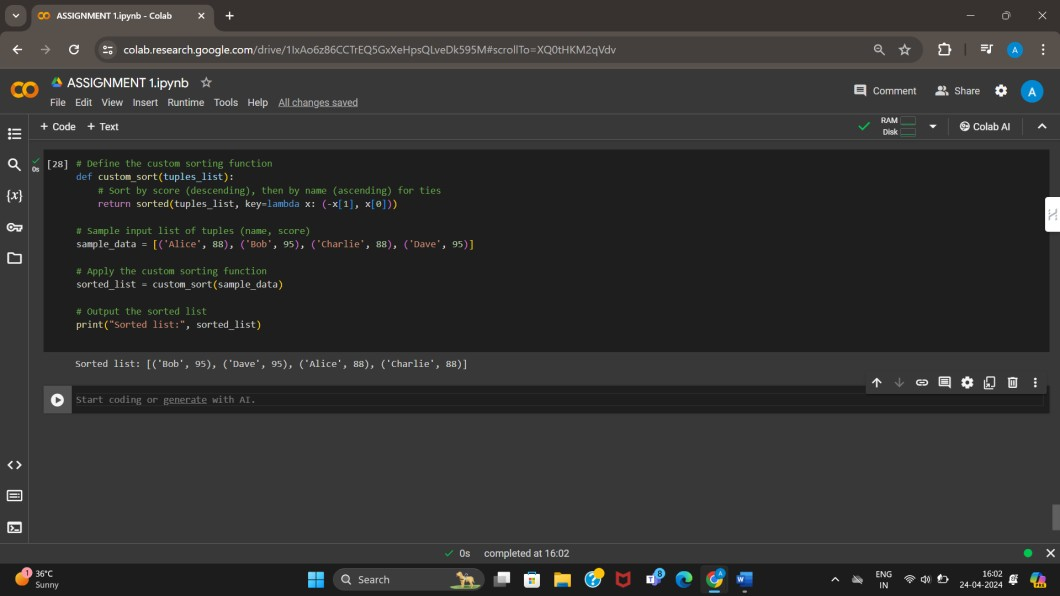 ASSIGNMENT 1.ipynb - Colab
colab.research.google.com/drive/1IxAo6z86CCTrEQ5GxXeHpsQLveDk595M#scrollTo=XQ0tHKM2qVdv
A
ASSIGNMENT 1.ipynb
File Edit View Insert Runtime Tools Help All changes saved
Comment Share A
+ Code + Text
RAM
Disk
Colab AI
{x}
0s
[28] # Define the custom sorting function
def custom_sort(tuples_list):
    # Sort by score (descending), then by name (ascending) for ties
    return sorted(tuples_list, key=lambda x: (-x[1], x[0]))
# Sample input list of tuples (name, score)
sample_data = [('Alice', 88), ('Bob', 95), ('Charlie', 88), ('Dave', 95)]
# Apply the custom sorting function
sorted_list = custom_sort(sample_data)
# Output the sorted list
print("Sorted list:", sorted_list)
Sorted list: [('Bob', 95), ('Dave', 95), ('Alice', 88), ('Charlie', 88)]
Start coding or generate with AI.
0s completed at 16:02
1
36°C
Sunny
Search
8
A
W
ENG
IN
16:02
24-04-2024